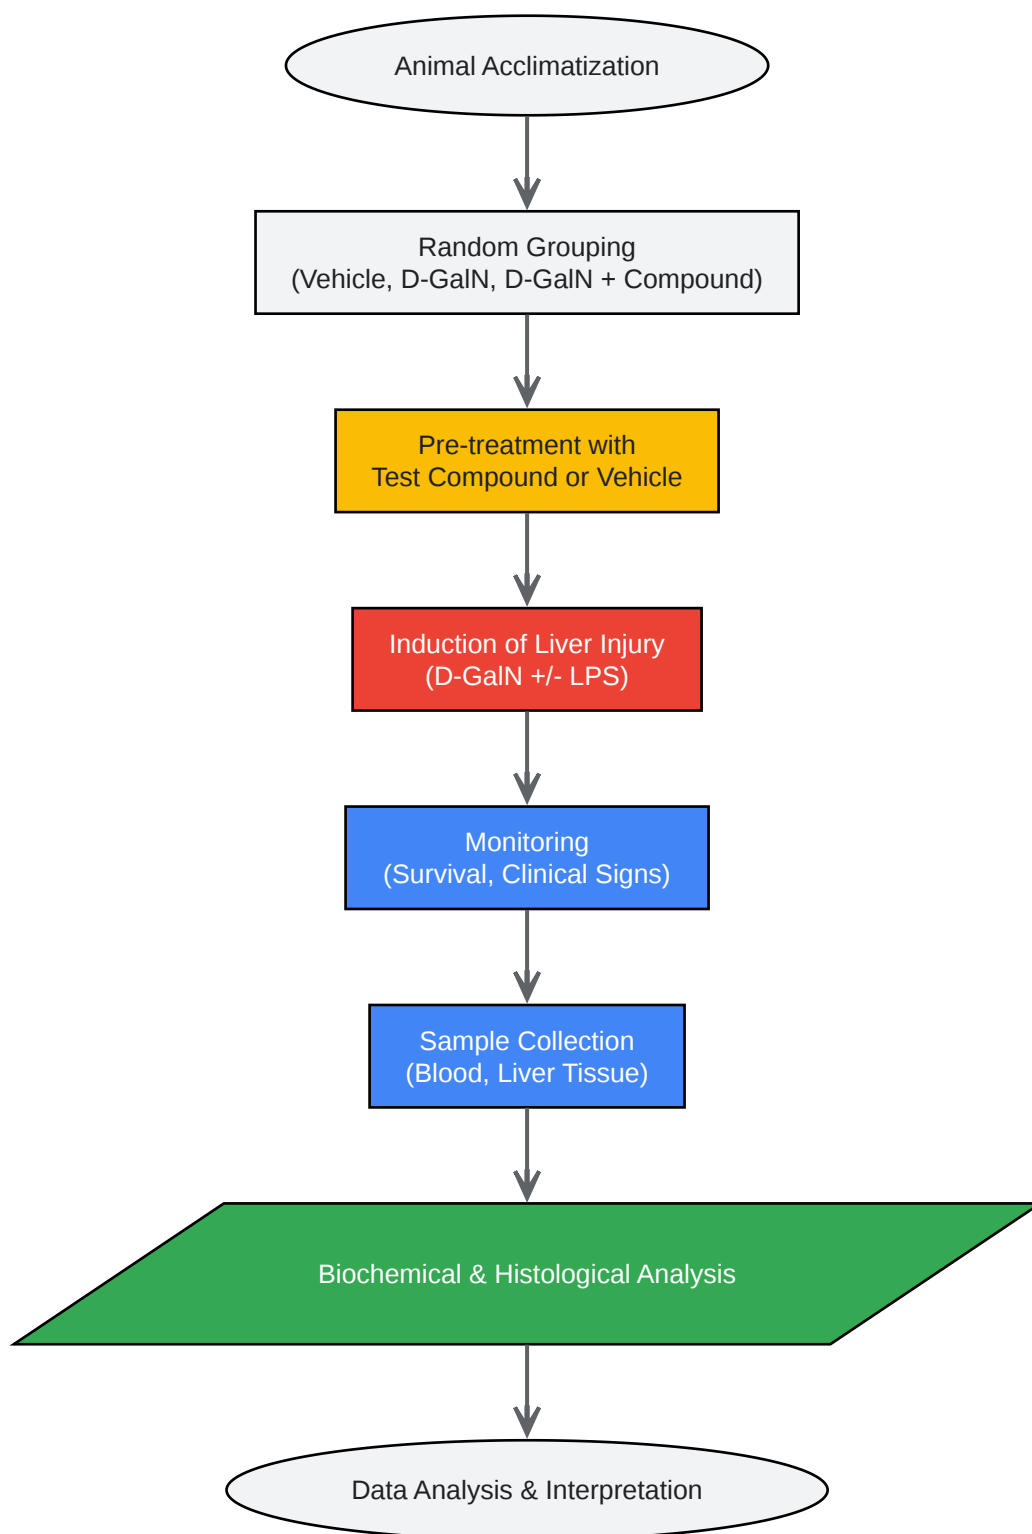 Animal Acclimatization
Random Grouping
(Vehicle, D-GalN, D-GalN + Compound)
Pre-treatment with
Test Compound or Vehicle
Induction of Liver Injury
(D-GalN +/- LPS)
Monitoring
(Survival, Clinical Signs)
Sample Collection
(Blood, Liver Tissue)
Biochemical & Histological Analysis
Data Analysis & Interpretation